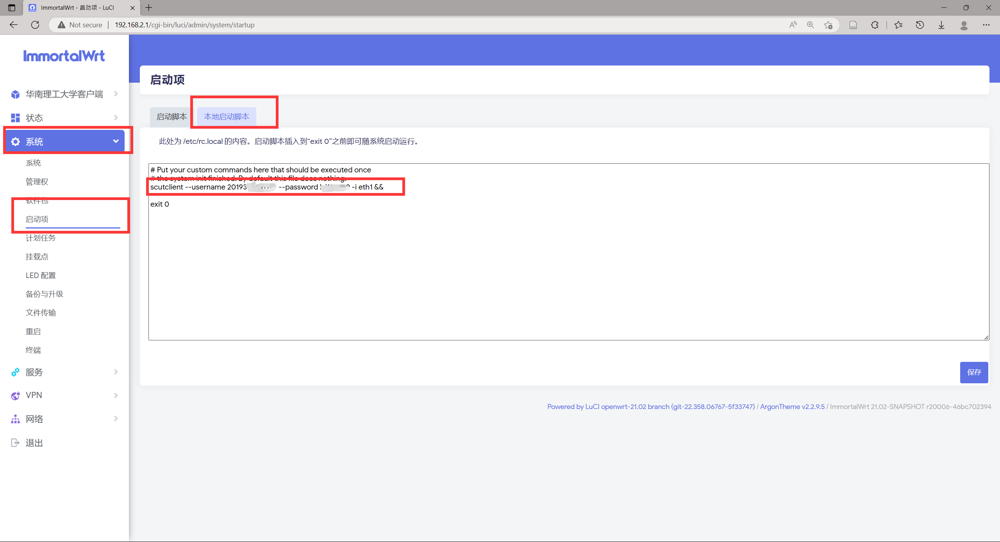 ImmortalWrt - 启动项 - LuCI
Not secure
192.168.2.1/cgi-bin/luci/admin/system/startup
ImmortalWrt
华南理工大学客户端
状态
系统
系统
管理权
软件包
启动项
计划任务
挂载点
LED 配置
备份与升级
文件传输
重启
终端
服务
VPN
网络
退出
启动项
启动脚本
本地启动脚本
此处为 /etc/rc.local 的内容。启动脚本插入到“exit 0”之前即可随系统启动运行。
# Put your custom commands here that should be executed once
# the system init finished. By default this file does nothing.
scutclient --username 20193 --password -i eth1 &&
exit 0
保存
Powered by LuCI openwrt-21.02 branch (git-22.358.06767-5f33747) / ArgonTheme v2.2.9.5 / ImmortalWrt 21.02-SNAPSHOT r20006-46bc702394